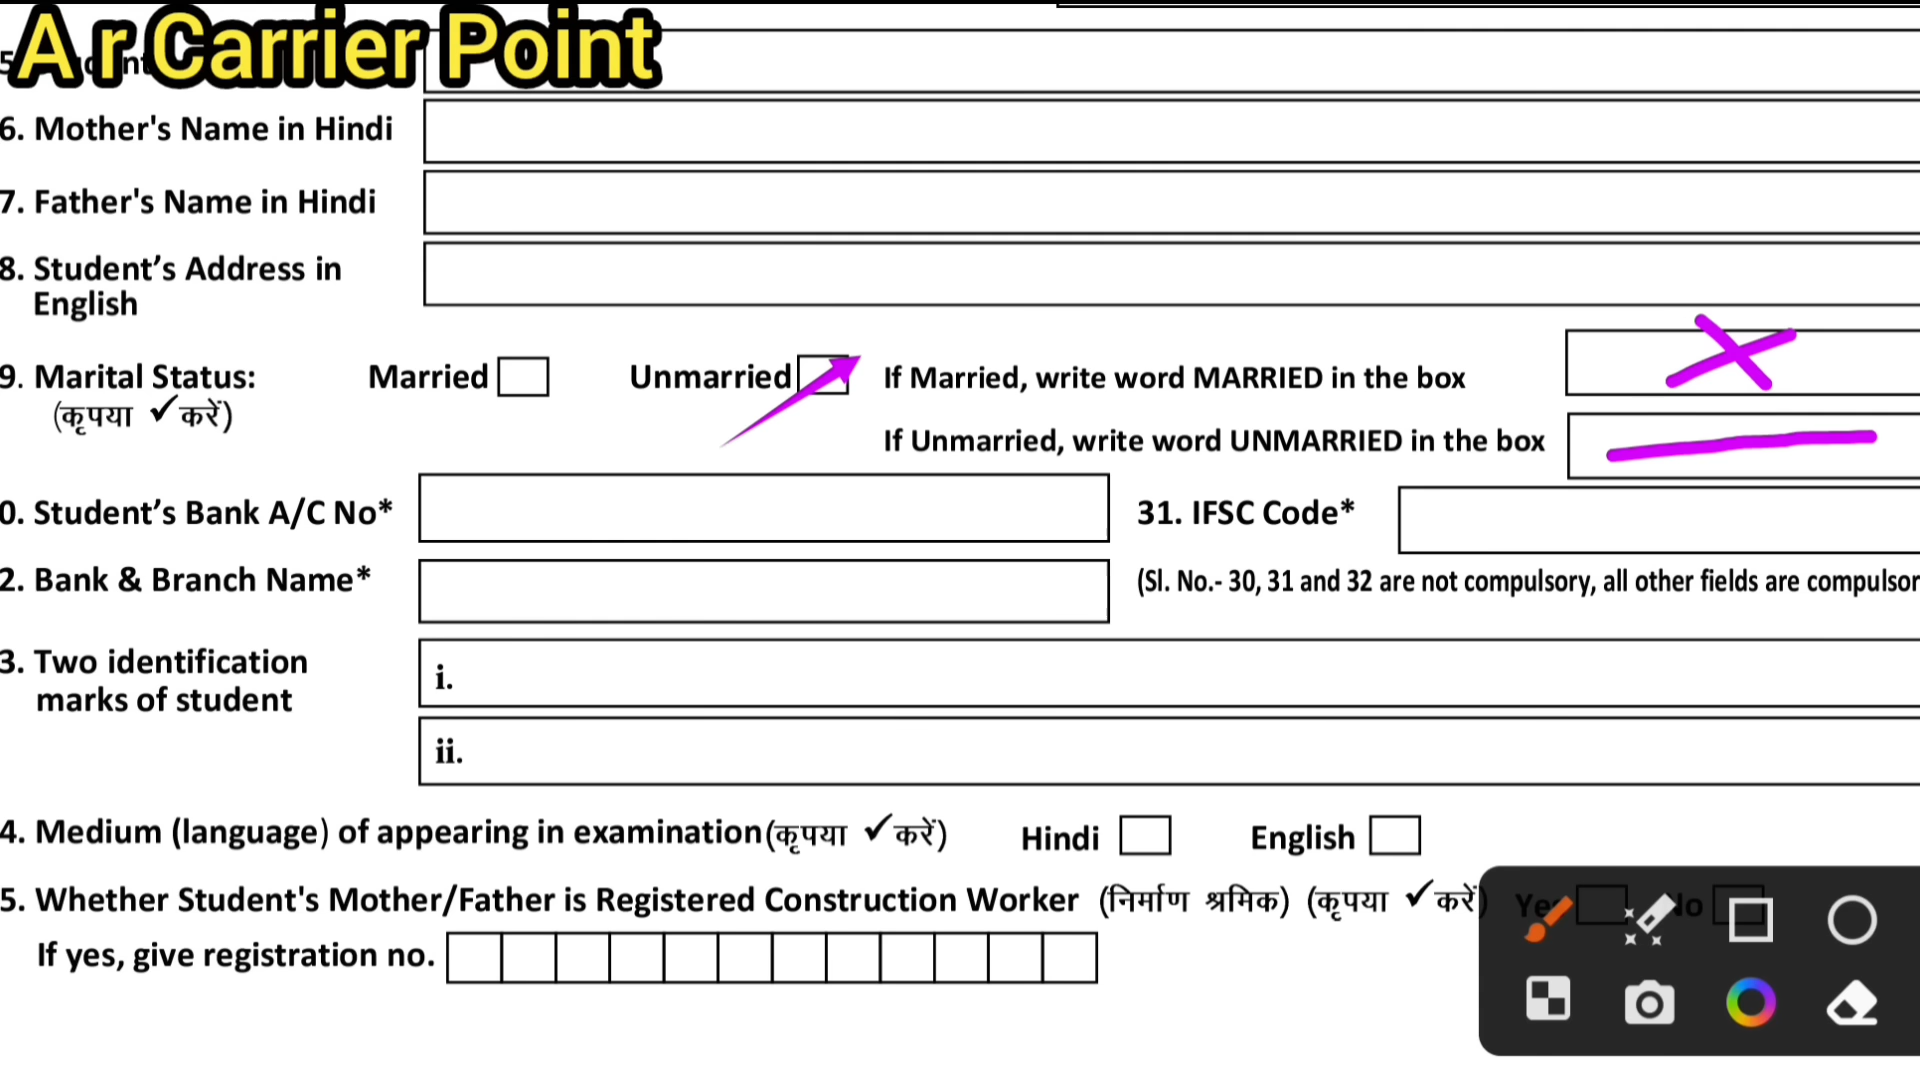 A r Carrier Point
6. Mother's Name in Hindi
7. Father's Name in Hindi
8. Student’s Address in
English
9. Marital Status: Married Unmarried If Married, write word MARRIED in the box
(कृपया ✓करें)
If Unmarried, write word UNMARRIED in the box
0. Student’s Bank A/C No* 31. IFSC Code*
2. Bank & Branch Name* (Sl. No.- 30, 31 and 32 are not compulsory, all other fields are compulsor
3. Two identification
marks of student
i.
ii.
4. Medium (language) of appearing in examination(कृपया ✓करें) Hindi English
5. Whether Student's Mother/Father is Registered Construction Worker (निर्माण श्रमिक) (कृपया ✓करें) Yes No
If yes, give registration no.